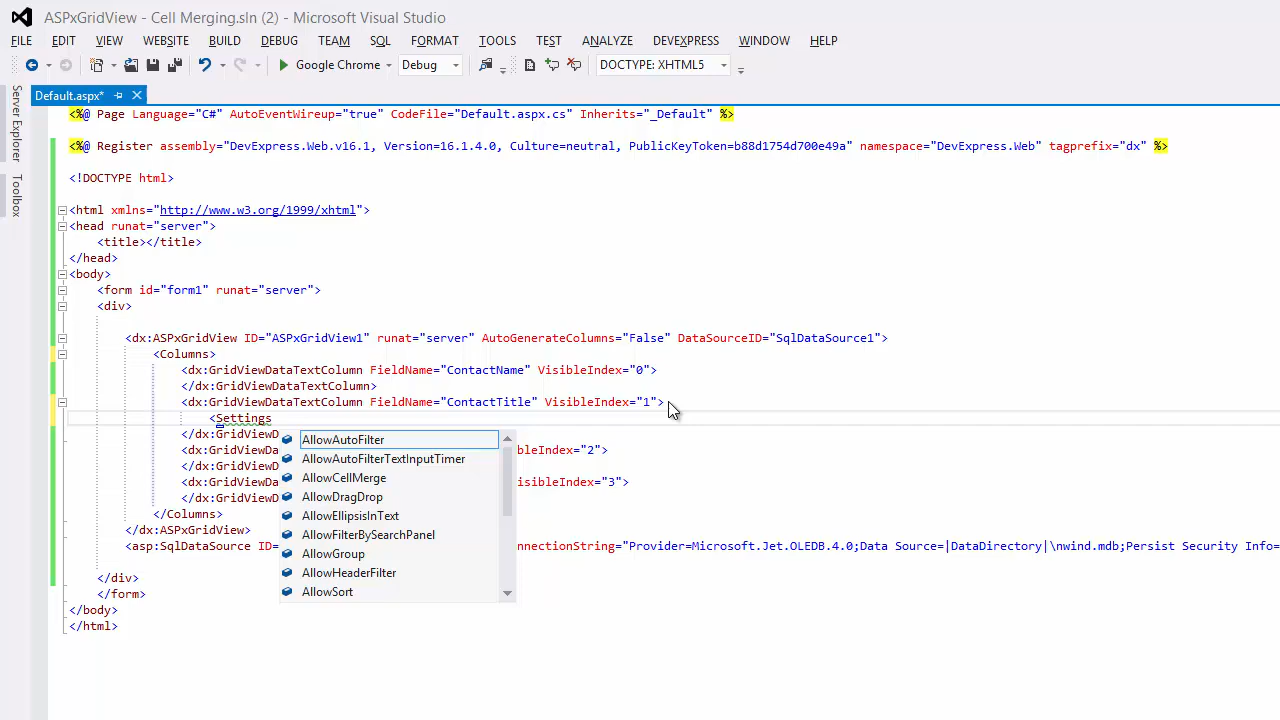 ASPxGridView - Cell Merging.sln (2) - Microsoft Visual Studio
FILE EDIT VIEW WEBSITE BUILD DEBUG TEAM SQL FORMAT TOOLS TEST ANALYZE DEVEXPRESS WINDOW HELP
Google Chrome Debug DOCTYPE: XHTML5
Default.aspx*
Server Explorer
Toolbox
<%@ Page Language="C#" AutoEventWireup="true" CodeFile="Default.aspx.cs" Inherits="_Default" %>
<%@ Register assembly="DevExpress.Web.v16.1, Version=16.1.4.0, Culture=neutral, PublicKeyToken=b88d1754d700e49a" namespace="DevExpress.Web" tagprefix="dx" %>
<!DOCTYPE html>
<html xmlns="http://www.w3.org/1999/xhtml">
<head runat="server">
<title></title>
</head>
<body>
<form id="form1" runat="server">
<div>
<dx:ASPxGridView ID="ASPxGridView1" runat="server" AutoGenerateColumns="False" DataSourceID="SqlDataSource1">
<Columns>
<dx:GridViewDataTextColumn FieldName="ContactName" VisibleIndex="0">
</dx:GridViewDataTextColumn>
<dx:GridViewDataTextColumn FieldName="ContactTitle" VisibleIndex="1">
<Settings
</dx:GridViewD
<dx:GridViewDa ibleIndex="2">
</dx:GridViewD
<dx:GridViewDa isibleIndex="3">
</dx:GridViewD
</Columns>
</dx:ASPxGridView>
<asp:SqlDataSource ID= nnectionString="Provider=Microsoft.Jet.OLEDB.4.0;Data Source=|DataDirectory|\nwind.mdb;Persist Security Info=
</div>
</form>
</body>
</html>
AllowAutoFilter
AllowAutoFilterTextInputTimer
AllowCellMerge
AllowDragDrop
AllowEllipsisInText
AllowFilterBySearchPanel
AllowGroup
AllowHeaderFilter
AllowSort